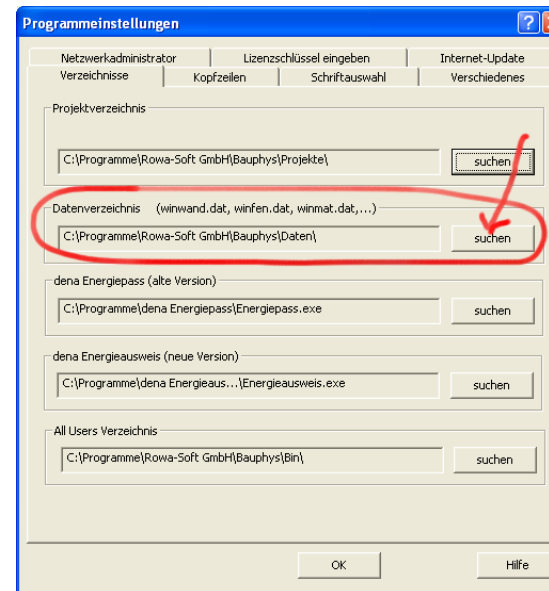 Programmeinstellungen
Netzwerkadministrator Lizenzschlüssel eingeben Internet-Update
Verzeichnisse Kopfzeilen Schriftauswahl Verschiedenes
Projektverzeichnis
C:\Programme\Rowa-Soft GmbH\Bauphys\Projekte\ suchen
Datenverzeichnis (winwand.dat, winfen.dat, winmat.dat,...)
C:\Programme\Rowa-Soft GmbH\Bauphys\Daten\ suchen
dena Energiepass (alte Version)
C:\Programme\dena Energiepass\Energiepass.exe suchen
dena Energieausweis (neue Version)
C:\Programme\dena Energieaus...\Energieausweis.exe suchen
All Users Verzeichnis
C:\Programme\Rowa-Soft GmbH\Bauphys\Bin\ suchen
OK Hilfe